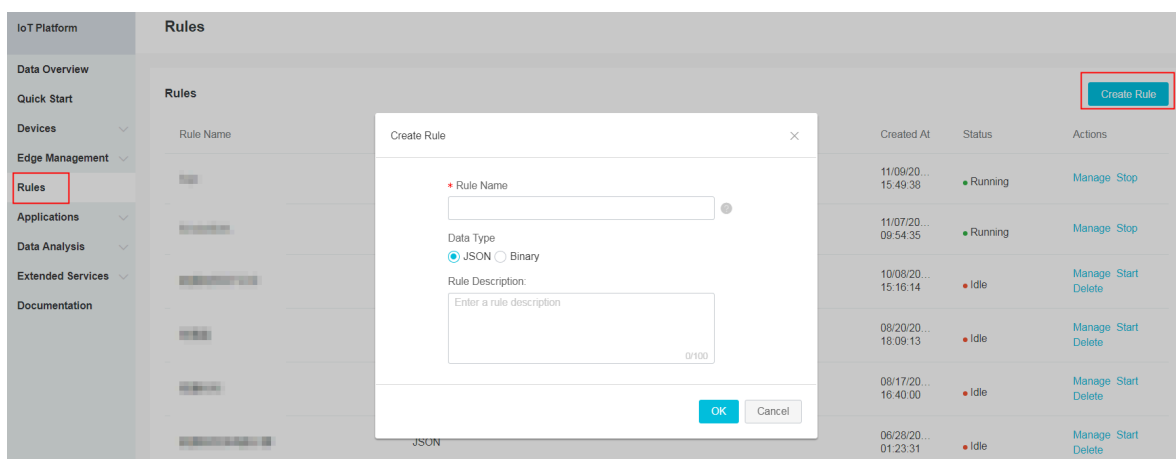 IoT Platform
Rules
Data Overview
Quick Start
Devices
Edge Management
Rules
Applications
Data Analysis
Extended Services
Documentation
Rules
Create Rule
Rule Name
Created At
Status
Actions
11/09/20...
15:49:38
Running
Manage Stop
11/07/20...
09:54:35
Running
Manage Stop
10/08/20...
15:16:14
Idle
Manage Start
Delete
08/20/20...
18:09:13
Idle
Manage Start
Delete
08/17/20...
16:40:00
Idle
Manage Start
Delete
JSON
06/28/20...
01:23:31
Idle
Manage Start
Delete
Create Rule
* Rule Name
Data Type
JSON Binary
Rule Description:
Enter a rule description
0/100
OK Cancel